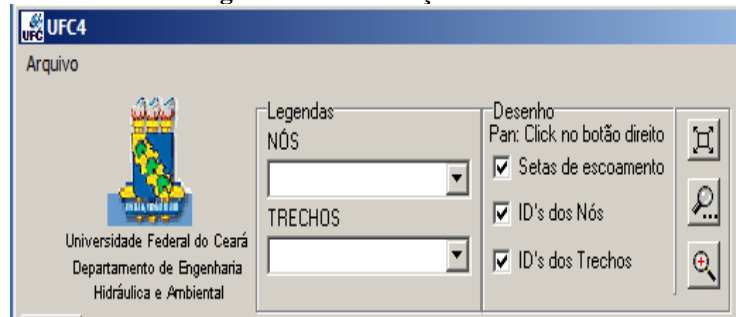 UFC4
Arquivo
Universidade Federal do Ceará
Departamento de Engenharia
Hidráulica e Ambiental
Legendas
NÓS
TRECHOS
Desenho
Pan: Click no botão direito
Setas de escoamento
ID's dos Nós
ID's dos Trechos